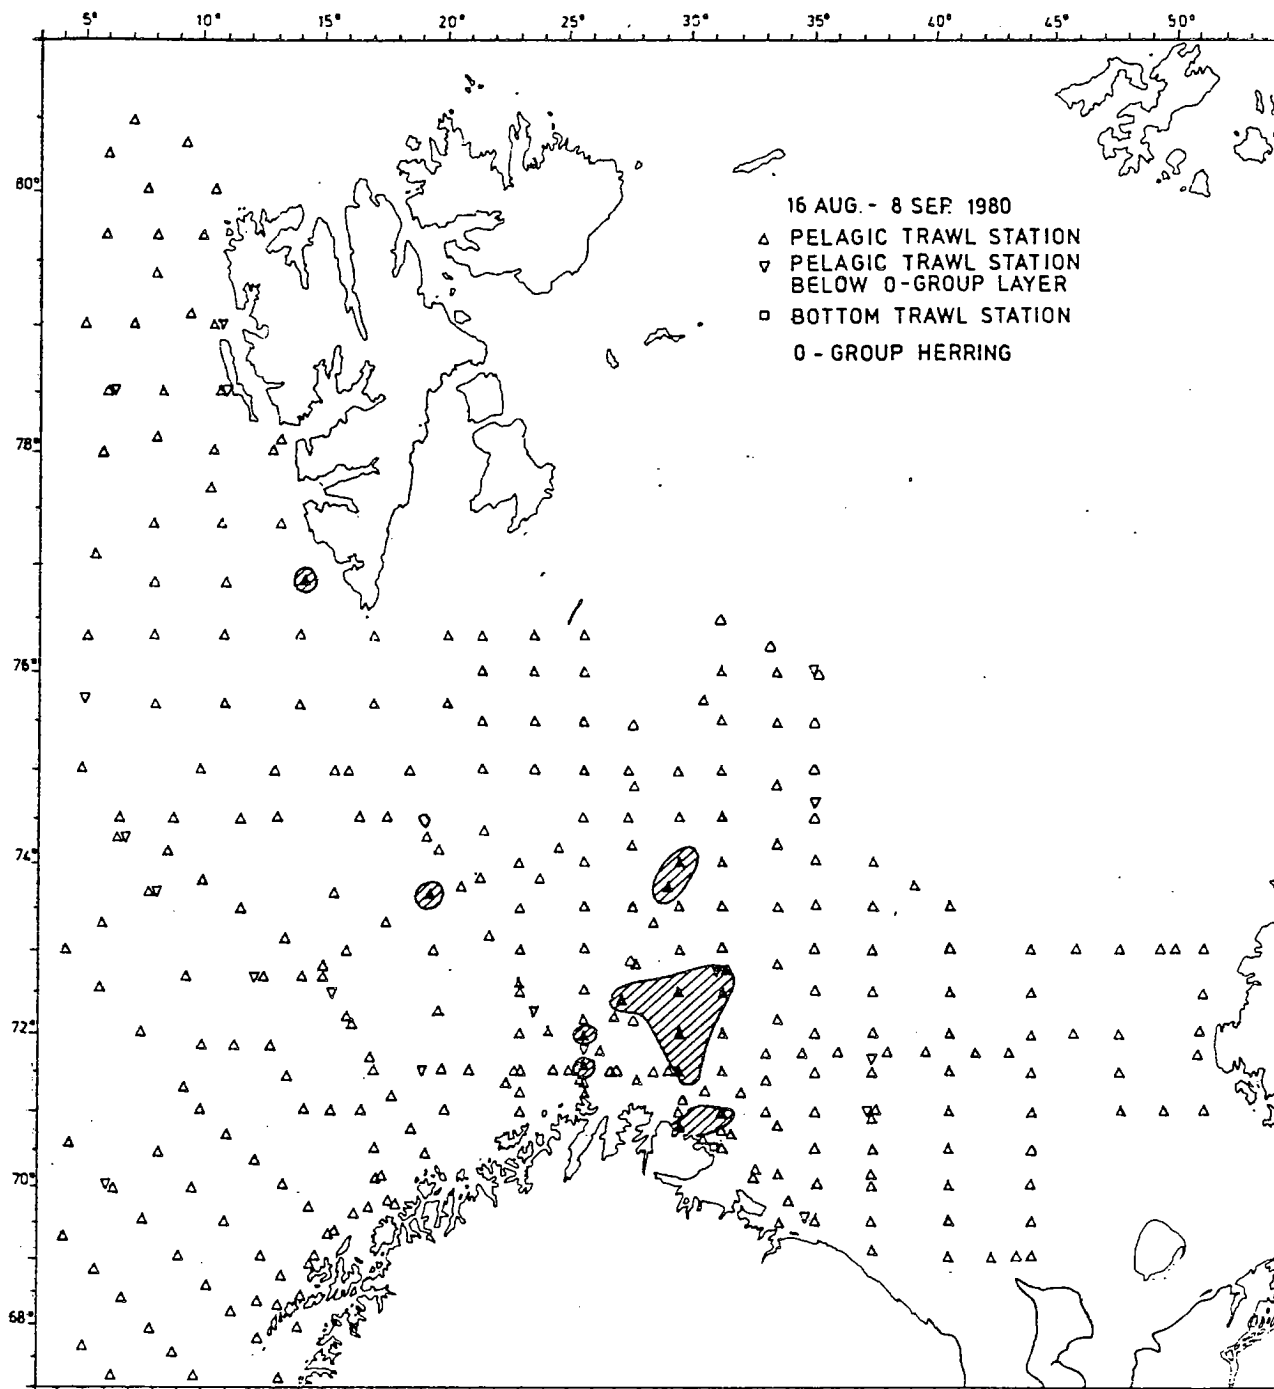 5° 10° 15° 20° 25° 30° 35° 35° 40° 45° 50°
80°
16 AUG. - 8 SEP. 1980
PELAGIC TRAWL STATION
PELAGIC TRAWL STATION
BELOW 0-GROUP LAYER
BOTTOM TRAWL STATION
0 - GROUP HERRING
78°
76°
74°
72°
70°
68°